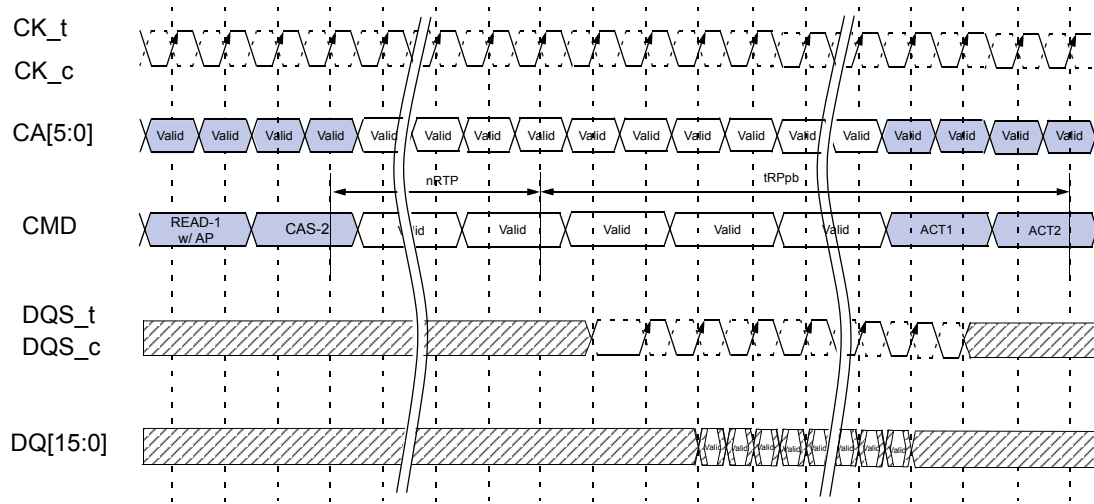 CK_t
CK_c
CA[5:0] Valid Valid Valid Valid Valid Valid Valid Valid Valid Valid Valid Valid Valid Valid Valid Valid Valid Valid
nRTP tRPpb
CMD
READ-1
w/ AP
CAS-2 Valid Valid Valid Valid Valid ACT1 ACT2
DQS_t
DQS_c
DQ[15:0] Valid Valid Valid Valid Valid Valid Valid Valid